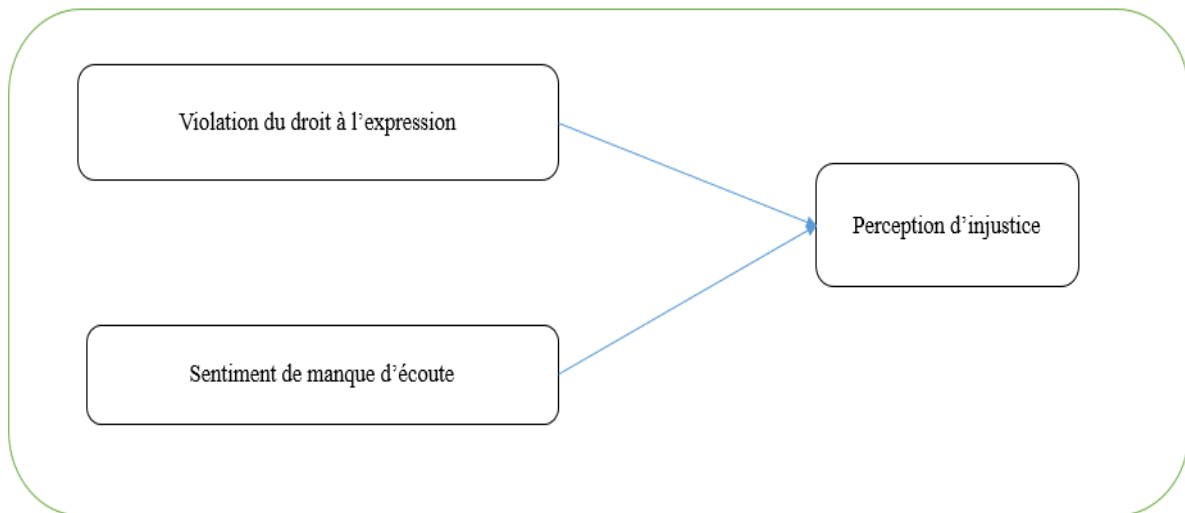 Violation du droit à l’expression
Perception d’injustice
Sentiment de manque d’écoute